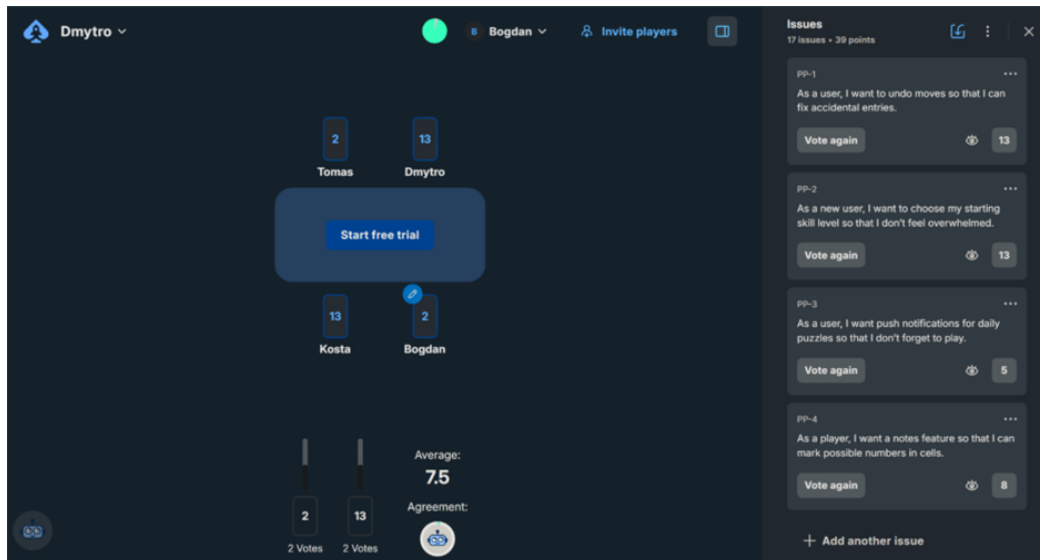 Dmytro
B Bogdan
Invite players
2
13
Tomas
Dmytro
Start free trial
13
2
Kosta
Bogdan
2
13
2 Votes
2 Votes
Average:
7.5
Agreement:
Issues
17 issues • 39 points
PP-1
As a user, I want to undo moves so that I can
fix accidental entries.
Vote again
13
PP-2
As a new user, I want to choose my starting
skill level so that I don't feel overwhelmed.
Vote again
13
PP-3
As a user, I want push notifications for daily
puzzles so that I don't forget to play.
Vote again
5
PP-4
As a player, I want a notes feature so that I can
mark possible numbers in cells.
Vote again
8
Add another issue